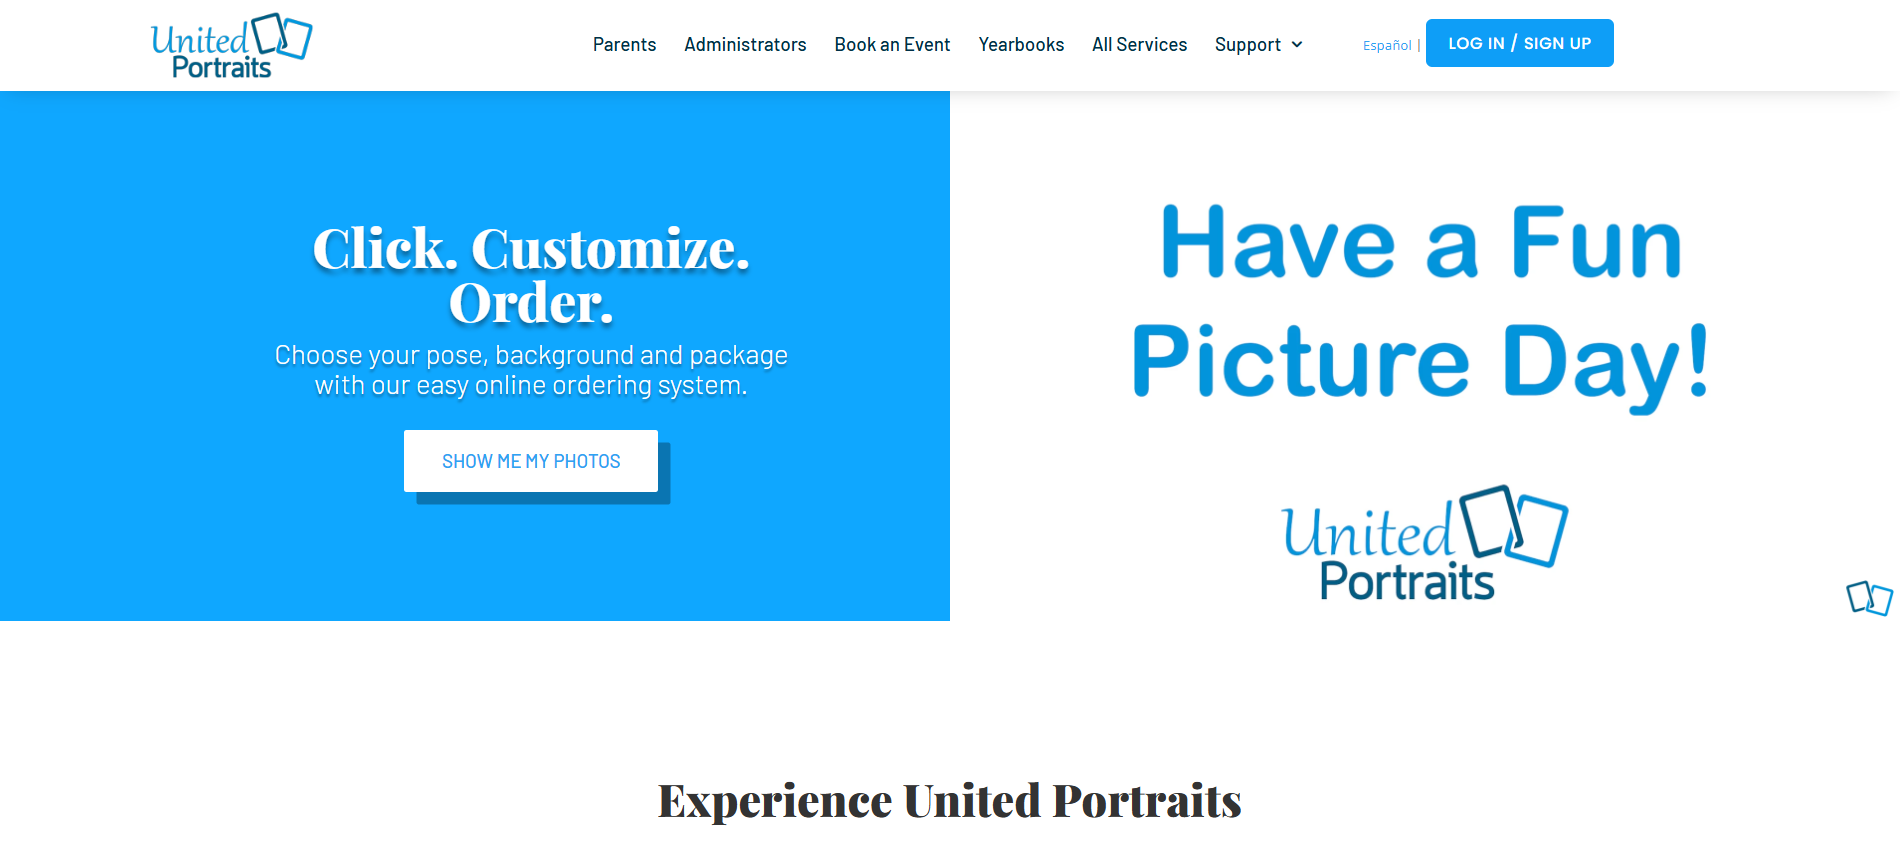 United
Portraits
Parents
Administrators
Book an Event
Yearbooks
All Services
Support
Español |
LOG IN / SIGN UP
Click. Customize.
Order.
Choose your pose, background and package
with our easy online ordering system.
SHOW ME MY PHOTOS
Have a Fun
Picture Day!
United
Portraits
Experience United Portraits